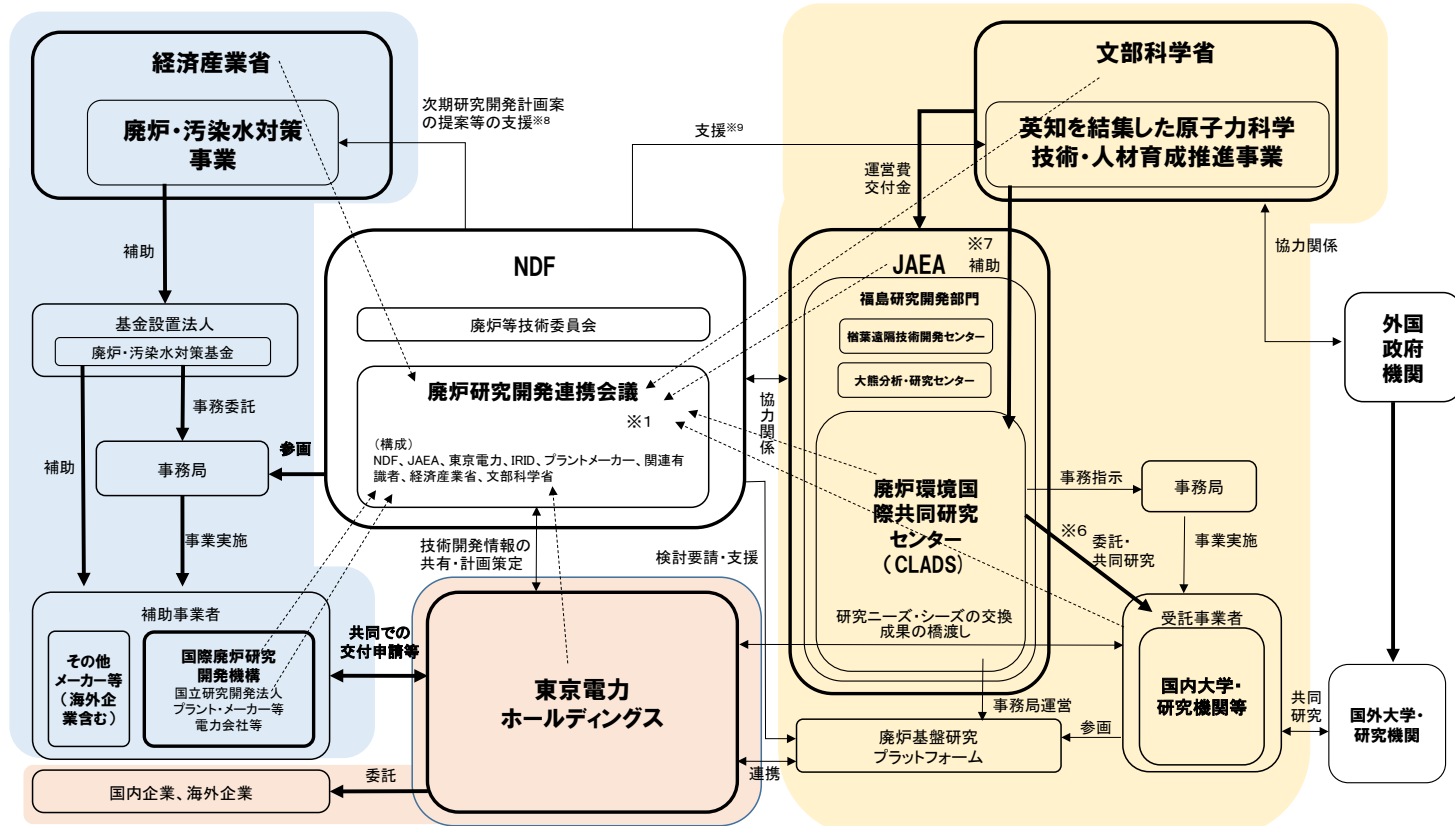 経済産業省
廃炉・汚染水対策
事業
次期研究開発計画案
の提案等の支援※8
支援※9
文部科学省
英知を結集した原子力科学
技術・人材育成推進事業
運営費
交付金
補助
NDF
廃炉等技術委員会
廃炉研究開発連携会議
※1
(構成)
NDF、JAEA、東京電力、IRID、プラントメーカー、関連有
識者、経済産業省、文部科学省
協力関係
※7
補助
JAEA
福島研究開発部門
楢葉遠隔技術開発センター
大熊分析・研究センター
廃炉環境国
際共同研究
センター
(CLADS)
研究ニーズ・シーズの交換
成果の橋渡し
協力関係
外国
政府
機関
基金設置法人
廃炉・汚染水対策基金
事務委託
補助
事務局
参画
事業実施
技術開発情報の
共有・計画策定
検討要請・支援
事務指示
事務局
※6
委託・
共同研究
事業実施
補助事業者
その他
メーカー等
(海外企
業含む)
国際廃炉研究
開発機構
国立研究開発法人
プラント・メーカー等
電力会社等
共同での
交付申請等
東京電力
ホールディングス
受託事業者
国内大学・
研究機関等
共同
研究
国外大学・
研究機関
事務局運営
参画
廃炉基盤研究
プラットフォーム
連携
委託
国内企業、海外企業